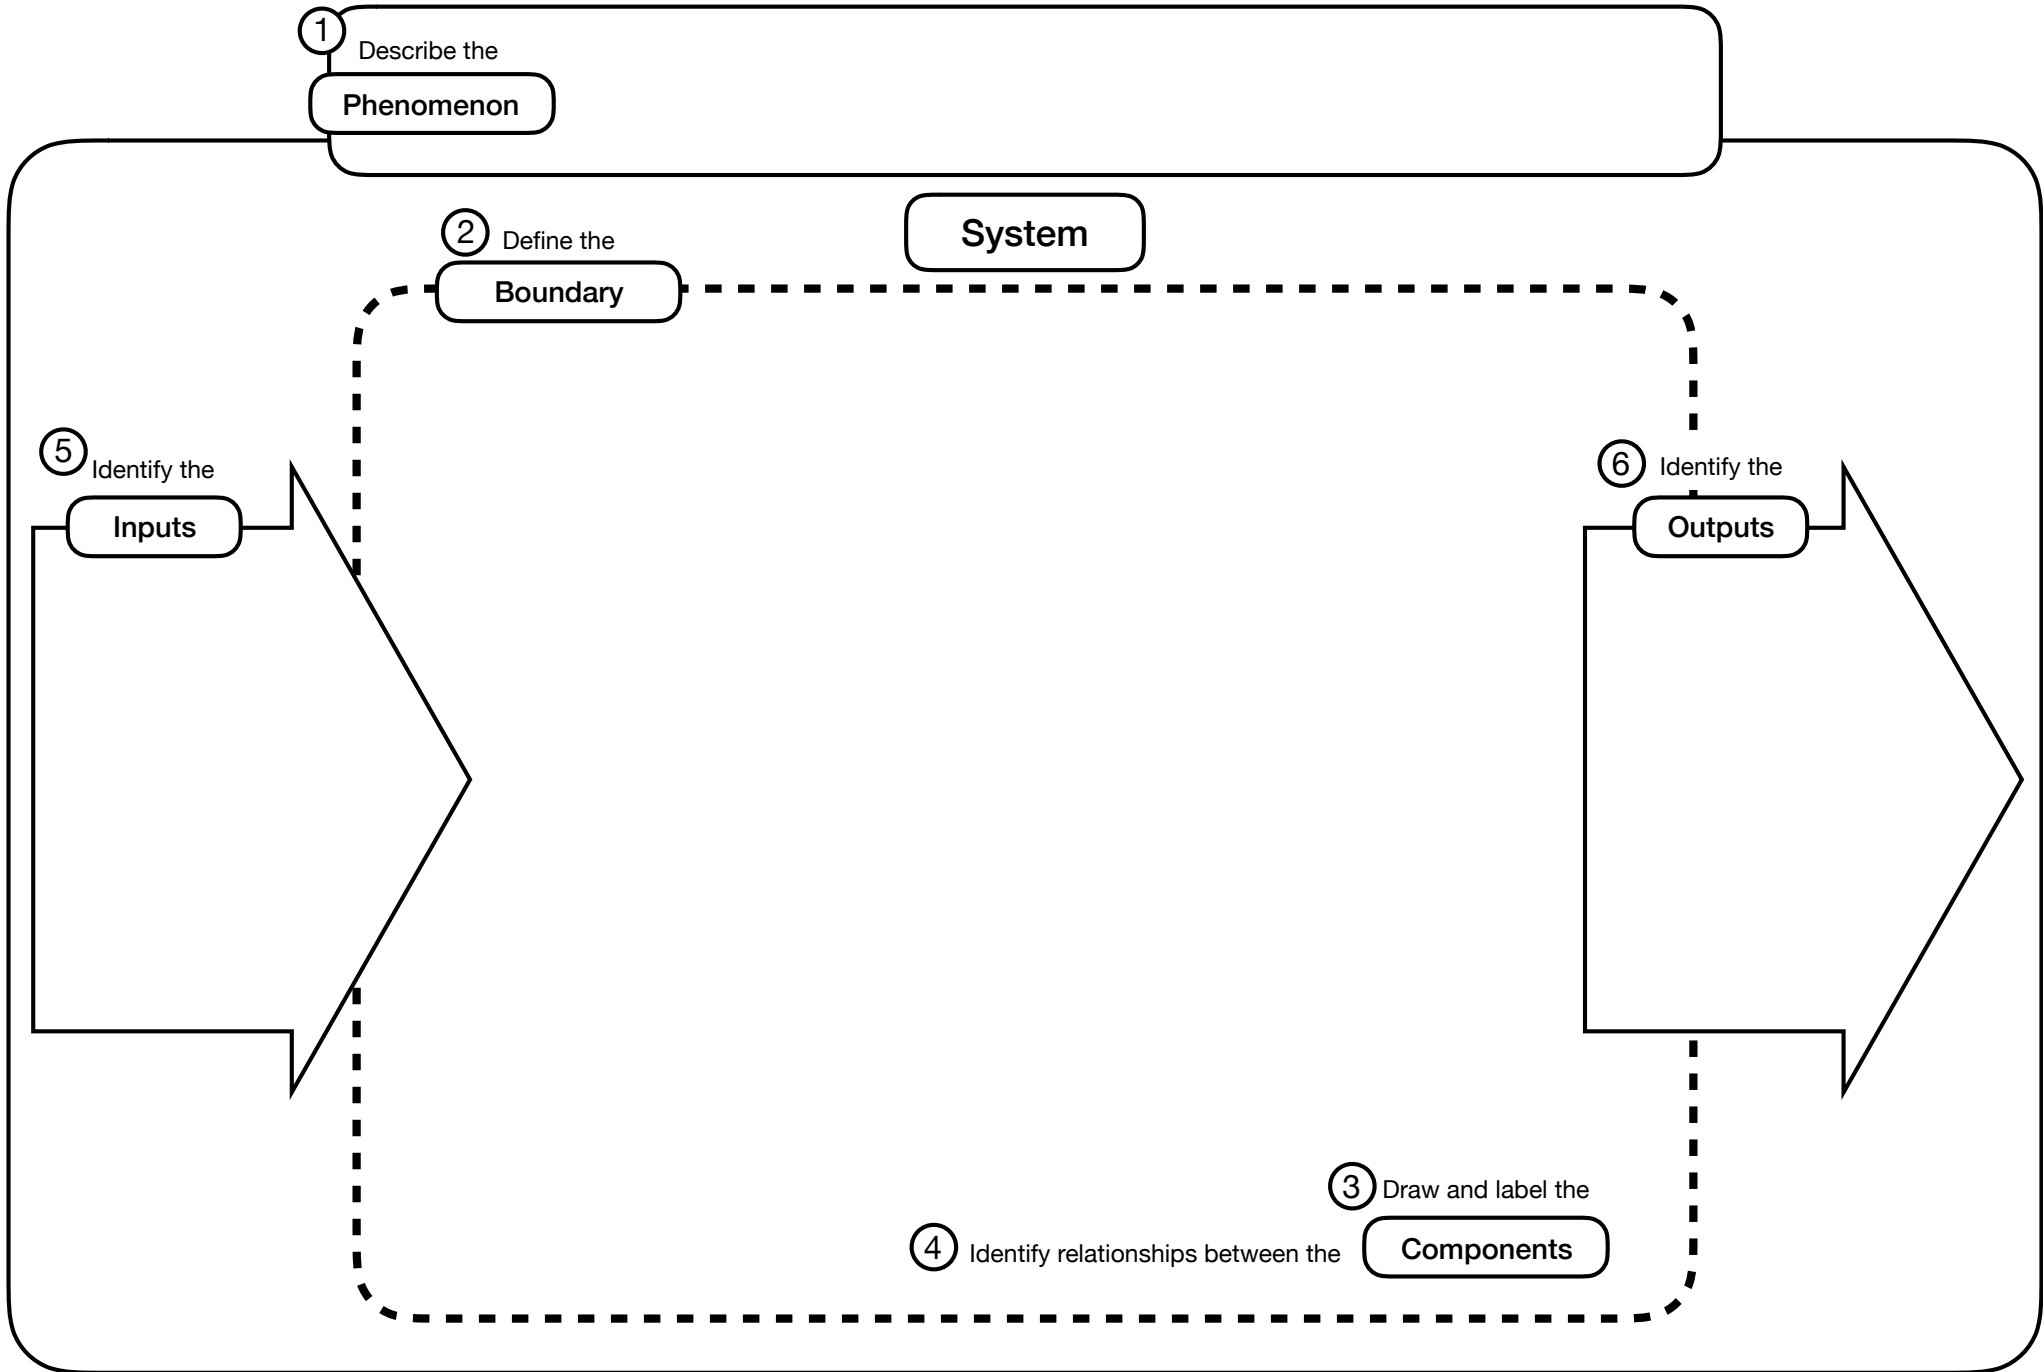 1
Describe the
Phenomenon
System
2
Define the
Boundary
5
Identify the
Inputs
6
Identify the
Outputs
3
Draw and label the
4
Identify relationships between the
Components